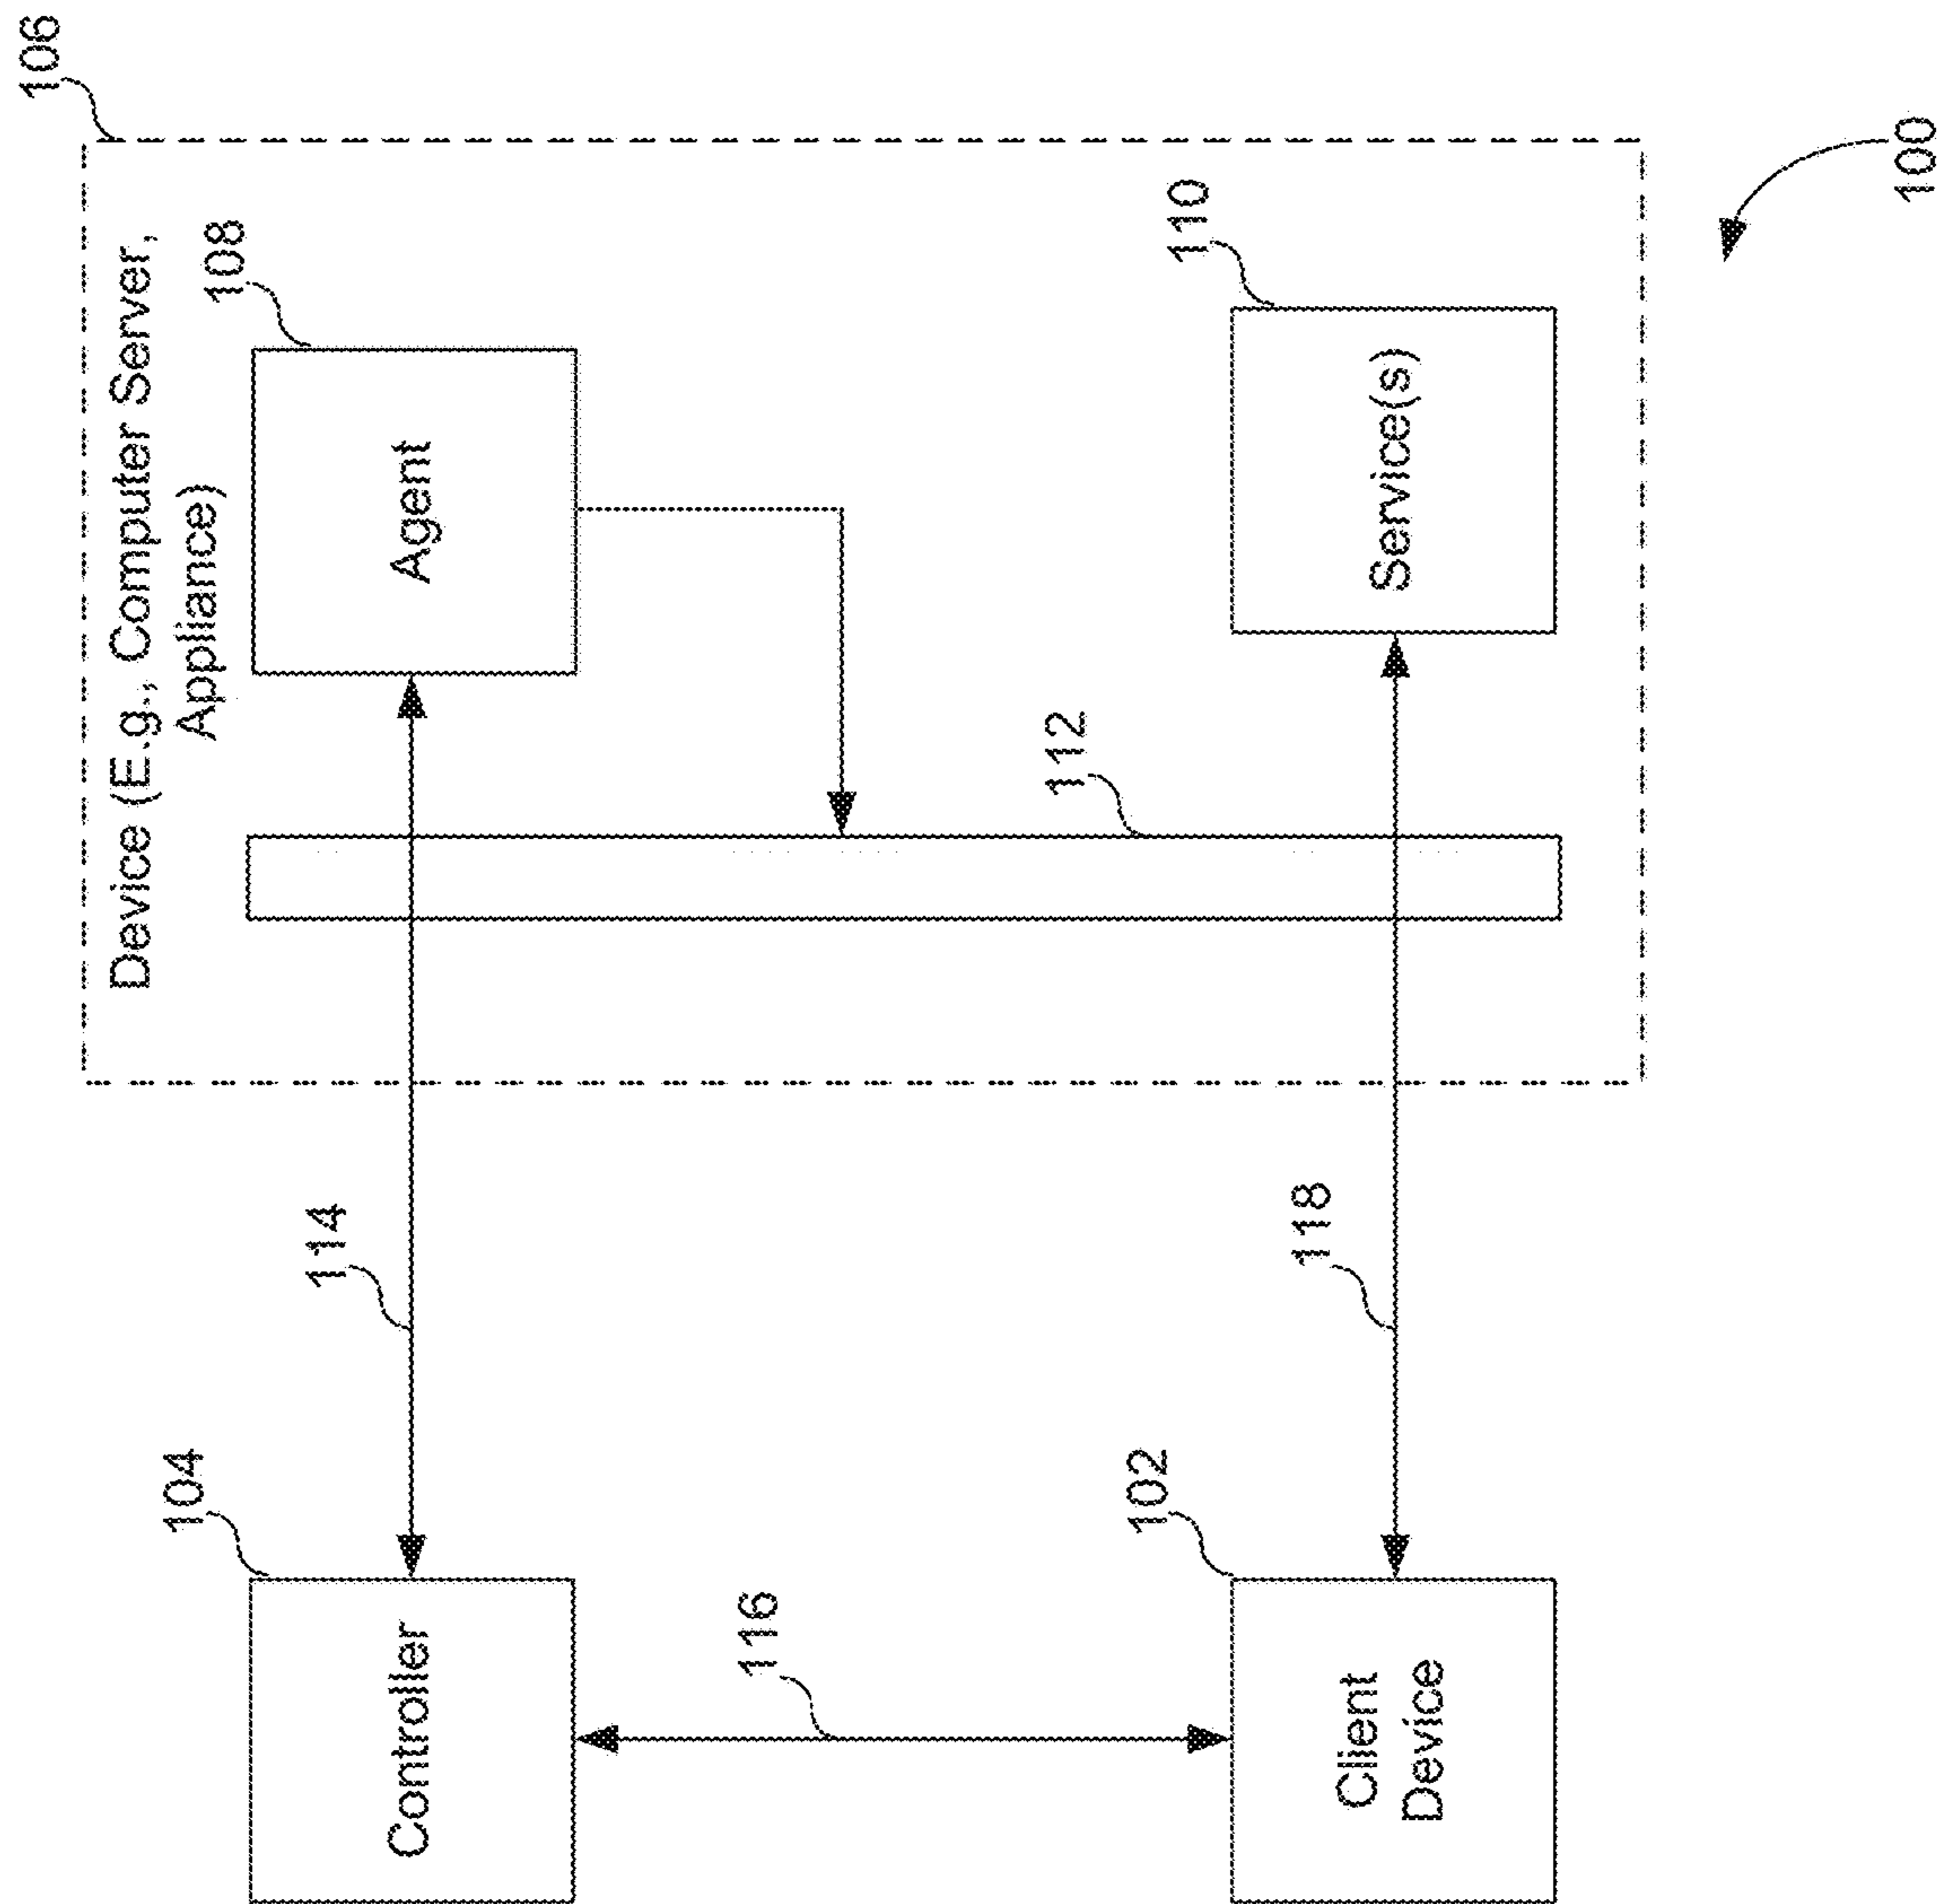 106
Device (E.g., Computer Server,
Appliance)
108
Agent
104
Controller
114
112
116
110
Service(s)
102
Client
Device
118
100